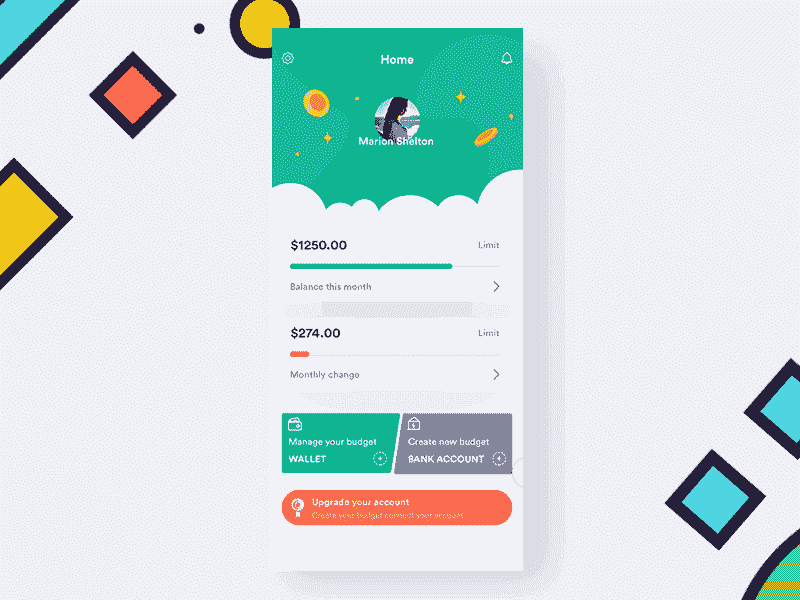 Home
Marion Shelton
$1250.00 Limit
Balance this month
$274.00 Limit
Monthly change
Manage your budget
WALLET
Create new budget
BANK ACCOUNT
Upgrade your account
Create your budget connect your account